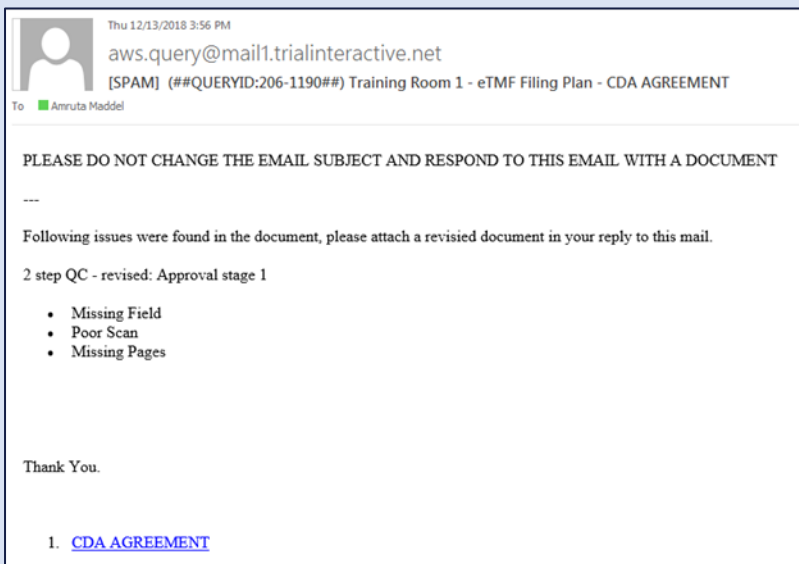 Thu 12/13/2018 3:56 PM
aws.query@mail1.trialinteractive.net
[SPAM] (##QUERYID:206-1190##) Training Room 1 - eTMF Filing Plan - CDA AGREEMENT
To Amruta Maddel
PLEASE DO NOT CHANGE THE EMAIL SUBJECT AND RESPOND TO THIS EMAIL WITH A DOCUMENT
---
Following issues were found in the document, please attach a revisied document in your reply to this mail.
2 step QC - revised: Approval stage 1
• Missing Field
• Poor Scan
• Missing Pages
Thank You.
1. CDA AGREEMENT